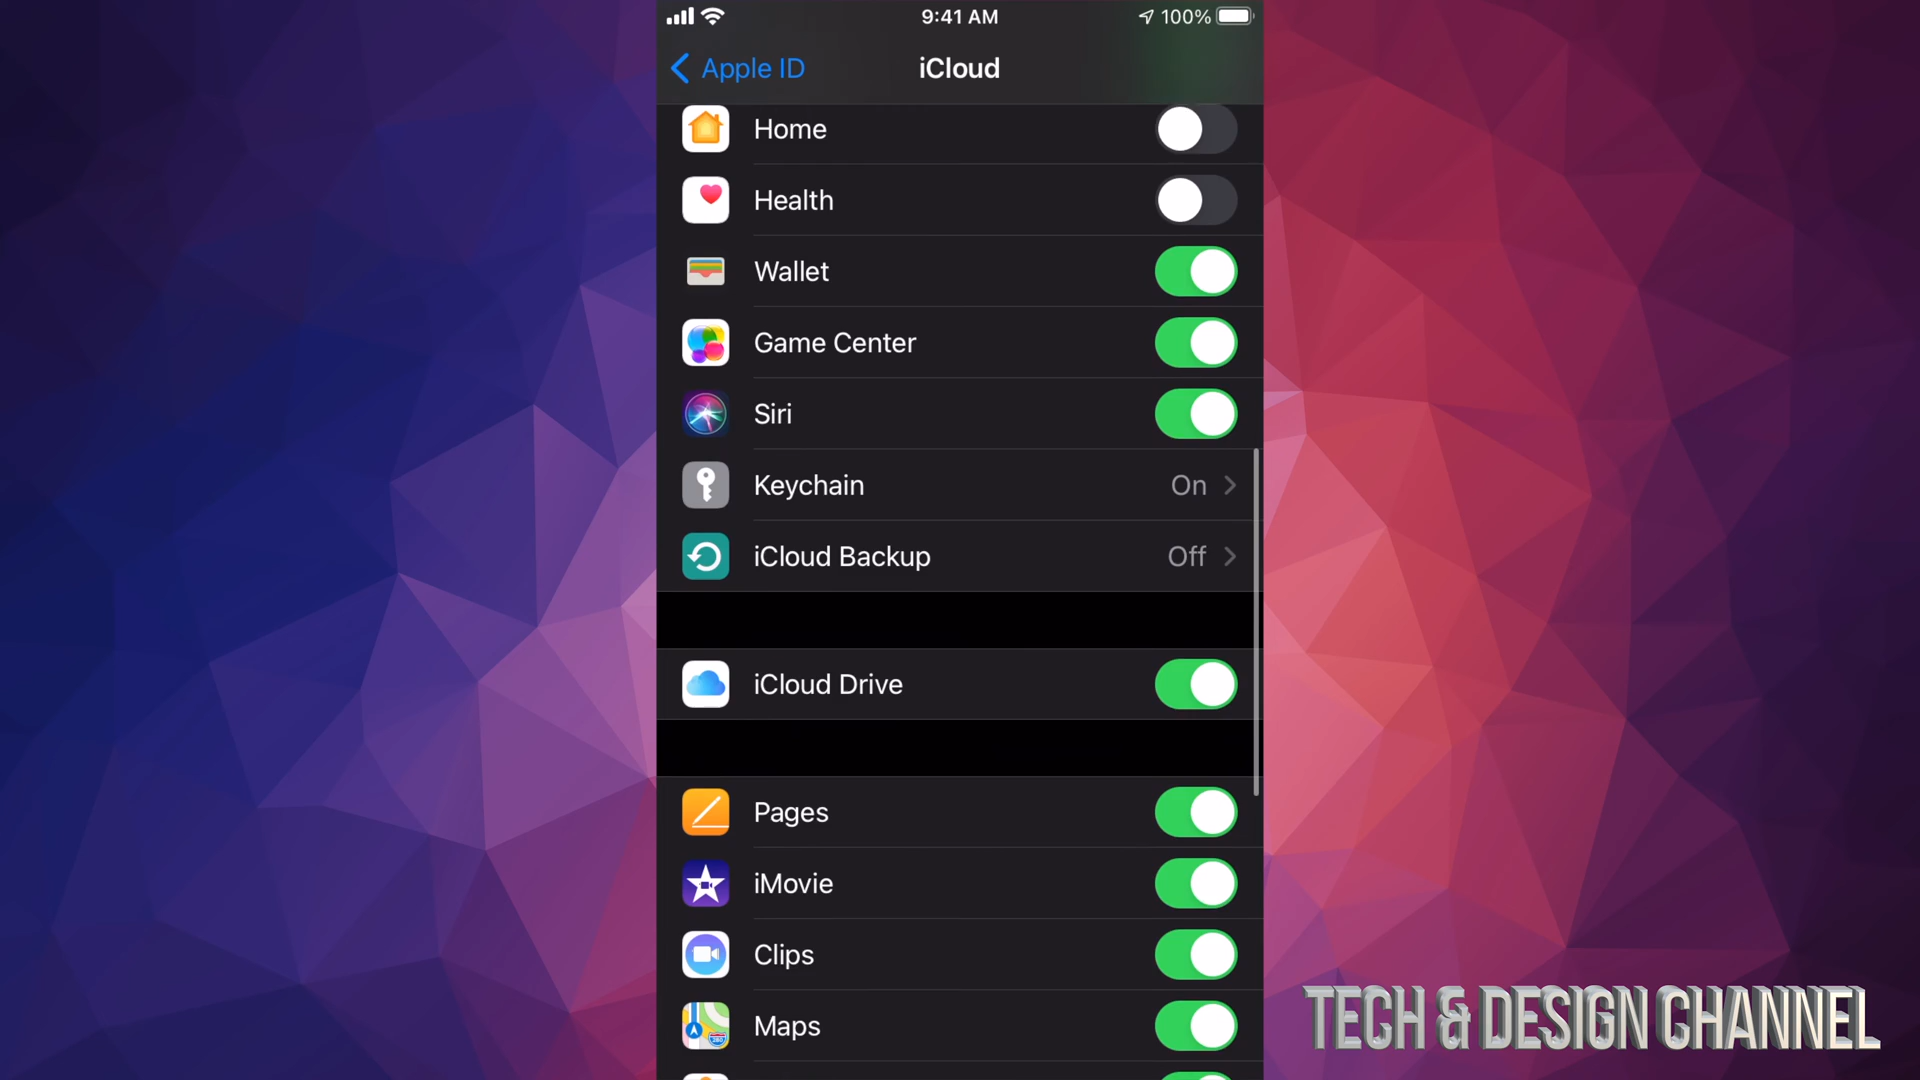 9:41 AM
100%
Apple ID
iCloud
Home
Health
Wallet
Game Center
Siri
Keychain On
iCloud Backup Off
iCloud Drive
Pages
iMovie
Clips
Maps
TECH & DESIGN CHANNEL